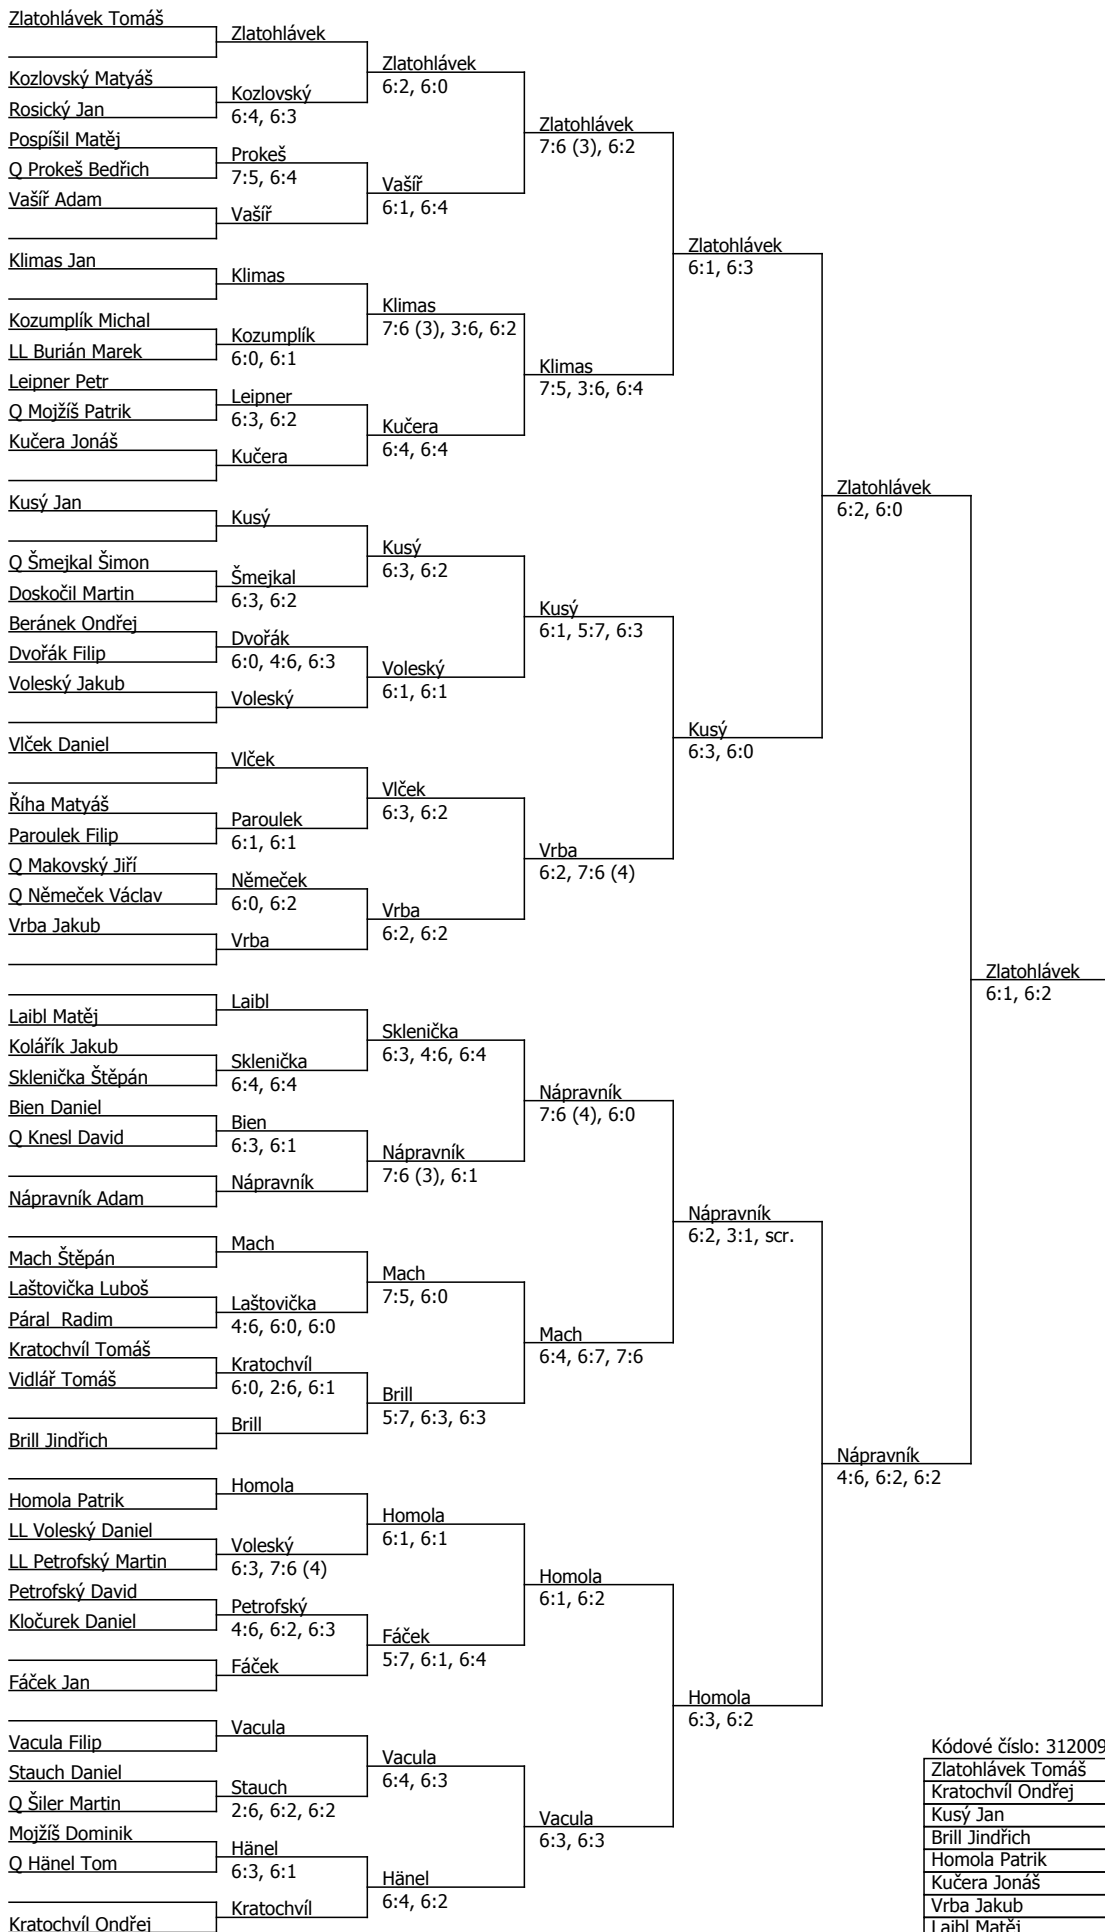 Zlatohlávek Tomáš
Kozlovský Matyáš
Rosický Jan
Pospíšil Matěj
Q Prokeš Bedřich
Vašíř Adam
Klimas Jan
Kozumplík Michal
LL Burián Marek
Leipner Petr
Q Mojžíš Patrik
Kučera Jonáš
Kusý Jan
Q Šmejkal Šimon
Doskočil Martin
Beránek Ondřej
Dvořák Filip
Voleský Jakub
Vlček Daniel
Říha Matyáš
Paroulek Filip
Q Makovský Jiří
Q Němeček Václav
Vrba Jakub
Laibl Matěj
Kolářík Jakub
Sklenička Štěpán
Bien Daniel
Q Knesl David
Nápravník Adam
Mach Štěpán
Laštovička Luboš
Páral  Radim
Kratochvíl Tomáš
Vidlář Tomáš
Brill Jindřich
Homola Patrik
LL Voleský Daniel
LL Petrofský Martin
Petrofský David
Kločurek Daniel
Fáček Jan
Vacula Filip
Stauch Daniel
Q Šiler Martin
Mojžíš Dominik
Q Hänel Tom
Kratochvíl Ondřej
Zlatohlávek
Kozlovský
6:4, 6:3
Prokeš
7:5, 6:4
Vašíř
Klimas
Kozumplík
6:0, 6:1
Leipner
6:3, 6:2
Kučera
Kusý
Šmejkal
6:3, 6:2
Dvořák
6:0, 4:6, 6:3
Voleský
Vlček
Paroulek
6:1, 6:1
Němeček
6:0, 6:2
Vrba
Laibl
Sklenička
6:4, 6:4
Bien
6:3, 6:1
Nápravník
Mach
Laštovička
4:6, 6:0, 6:0
Kratochvíl
6:0, 2:6, 6:1
Brill
Homola
Voleský
6:3, 7:6 (4)
Petrofský
4:6, 6:2, 6:3
Fáček
Vacula
Stauch
2:6, 6:2, 6:2
Hänel
6:3, 6:1
Kratochvíl
Zlatohlávek
6:2, 6:0
Vašíř
6:1, 6:4
Klimas
7:6 (3), 3:6, 6:2
Kučera
6:4, 6:4
Kusý
6:3, 6:2
Voleský
6:1, 6:1
Vlček
6:3, 6:2
Vrba
6:2, 6:2
Sklenička
6:3, 4:6, 6:4
Nápravník
7:6 (3), 6:1
Mach
7:5, 6:0
Brill
5:7, 6:3, 6:3
Homola
6:1, 6:1
Fáček
5:7, 6:1, 6:4
Vacula
6:4, 6:3
Hänel
6:4, 6:2
Zlatohlávek
7:6 (3), 6:2
Klimas
7:5, 3:6, 6:4
Kusý
6:1, 5:7, 6:3
Vrba
6:2, 7:6 (4)
Nápravník
7:6 (4), 6:0
Mach
6:4, 6:7, 7:6
Homola
6:1, 6:2
Vacula
6:3, 6:3
Zlatohlávek
6:1, 6:3
Kusý
6:3, 6:0
Nápravník
6:2, 3:1, scr.
Homola
6:3, 6:2
Zlatohlávek
6:2, 6:0
Nápravník
4:6, 6:2, 6:2
Zlatohlávek
6:1, 6:2
Kódové číslo: 312009
Zlatohlávek Tomáš
Kratochvíl Ondřej
Kusý Jan
Brill Jindřich
Homola Patrik
Kučera Jonáš
Vrba Jakub
Laibl Matěj